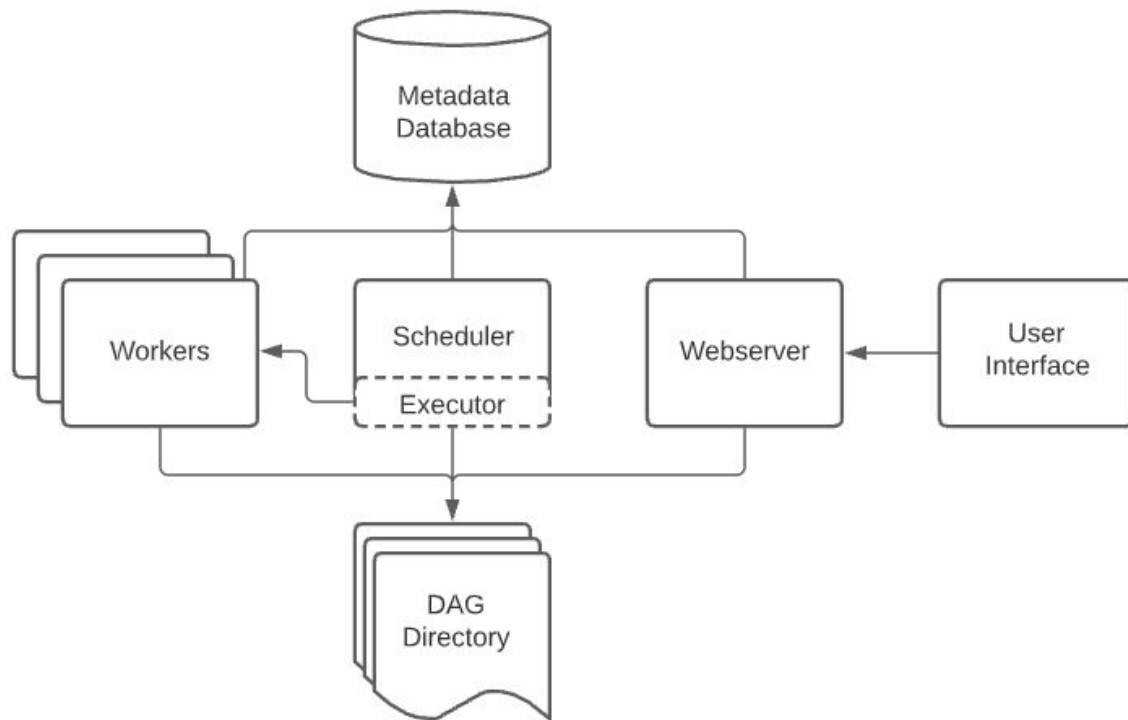 Metadata
Database
Workers
Scheduler
Executor
Webserver
User
Interface
DAG
Directory